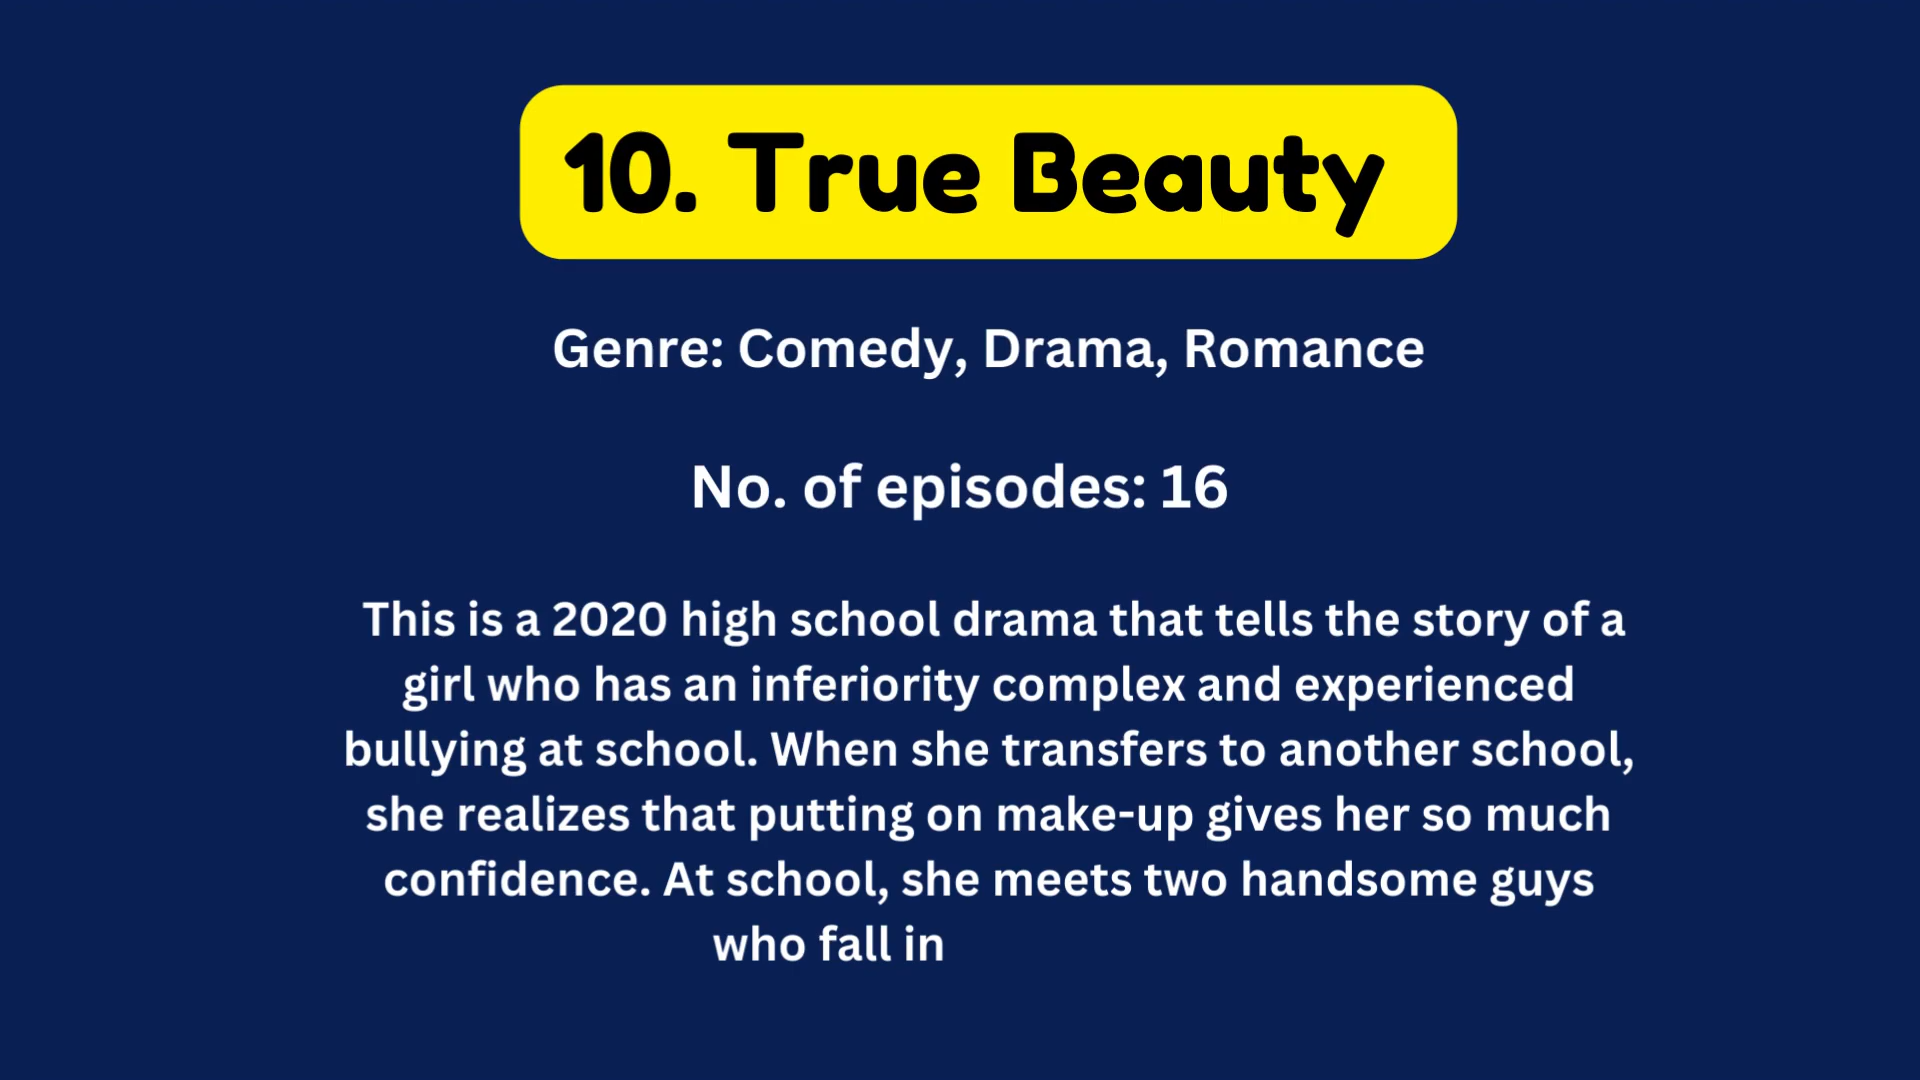 10. True Beauty
Genre: Comedy, Drama, Romance
No. of episodes: 16
This is a 2020 high school drama that tells the story of a
girl who has an inferiority complex and experienced
bullying at school. When she transfers to another school,
she realizes that putting on make-up gives her so much
confidence. At school, she meets two handsome guys
who fall in